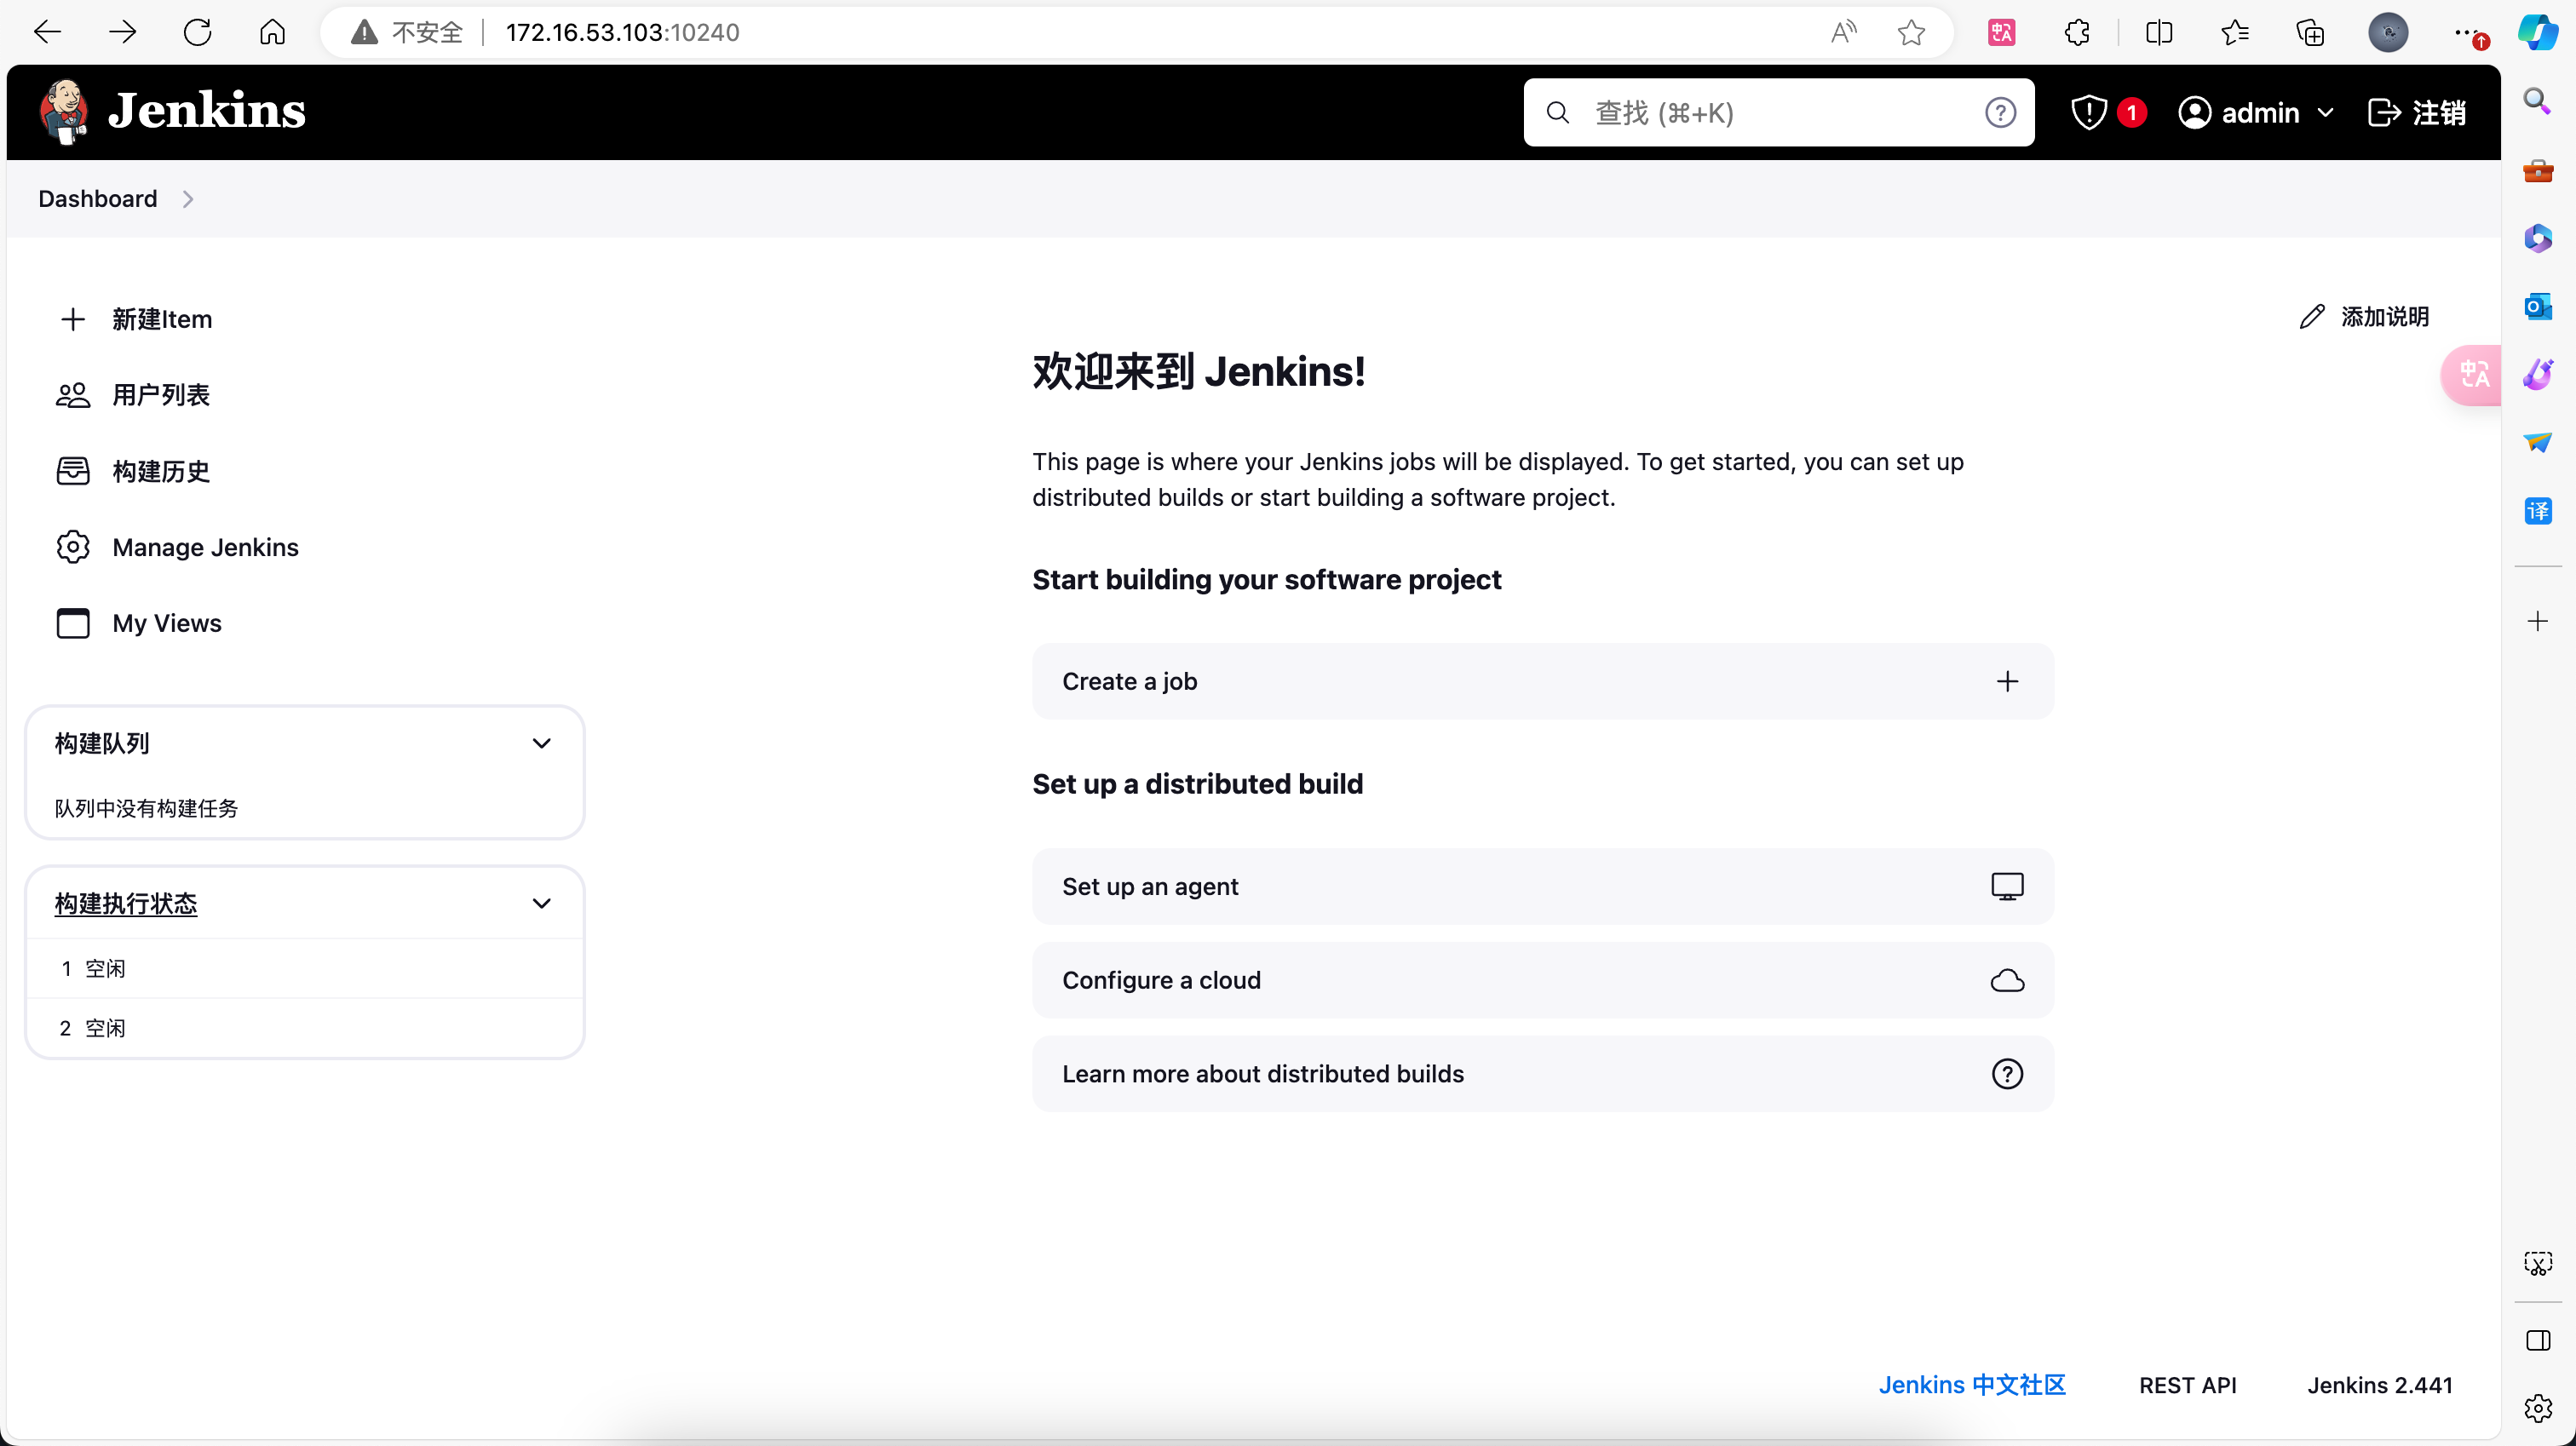 不安全 172.16.53.103:10240
Jenkins
查找 (⌘+K)
1
admin
注销
Dashboard
新建Item
用户列表
构建历史
Manage Jenkins
My Views
构建队列
队列中没有构建任务
构建执行状态
1 空闲
2 空闲
添加说明
欢迎来到 Jenkins!
This page is where your Jenkins jobs will be displayed. To get started, you can set up
distributed builds or start building a software project.
Start building your software project
Create a job
Set up a distributed build
Set up an agent
Configure a cloud
Learn more about distributed builds
中A
译
Jenkins 中文社区
REST API
Jenkins 2.441